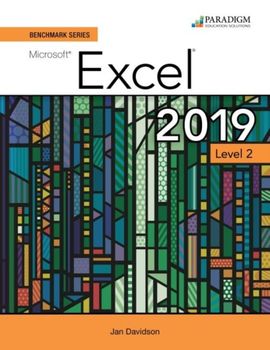 PARADIGM
EDUCATION SOLUTIONS
BENCHMARK SERIES
Microsoft®
Excel®
2019
Level 2
Jan Davidson